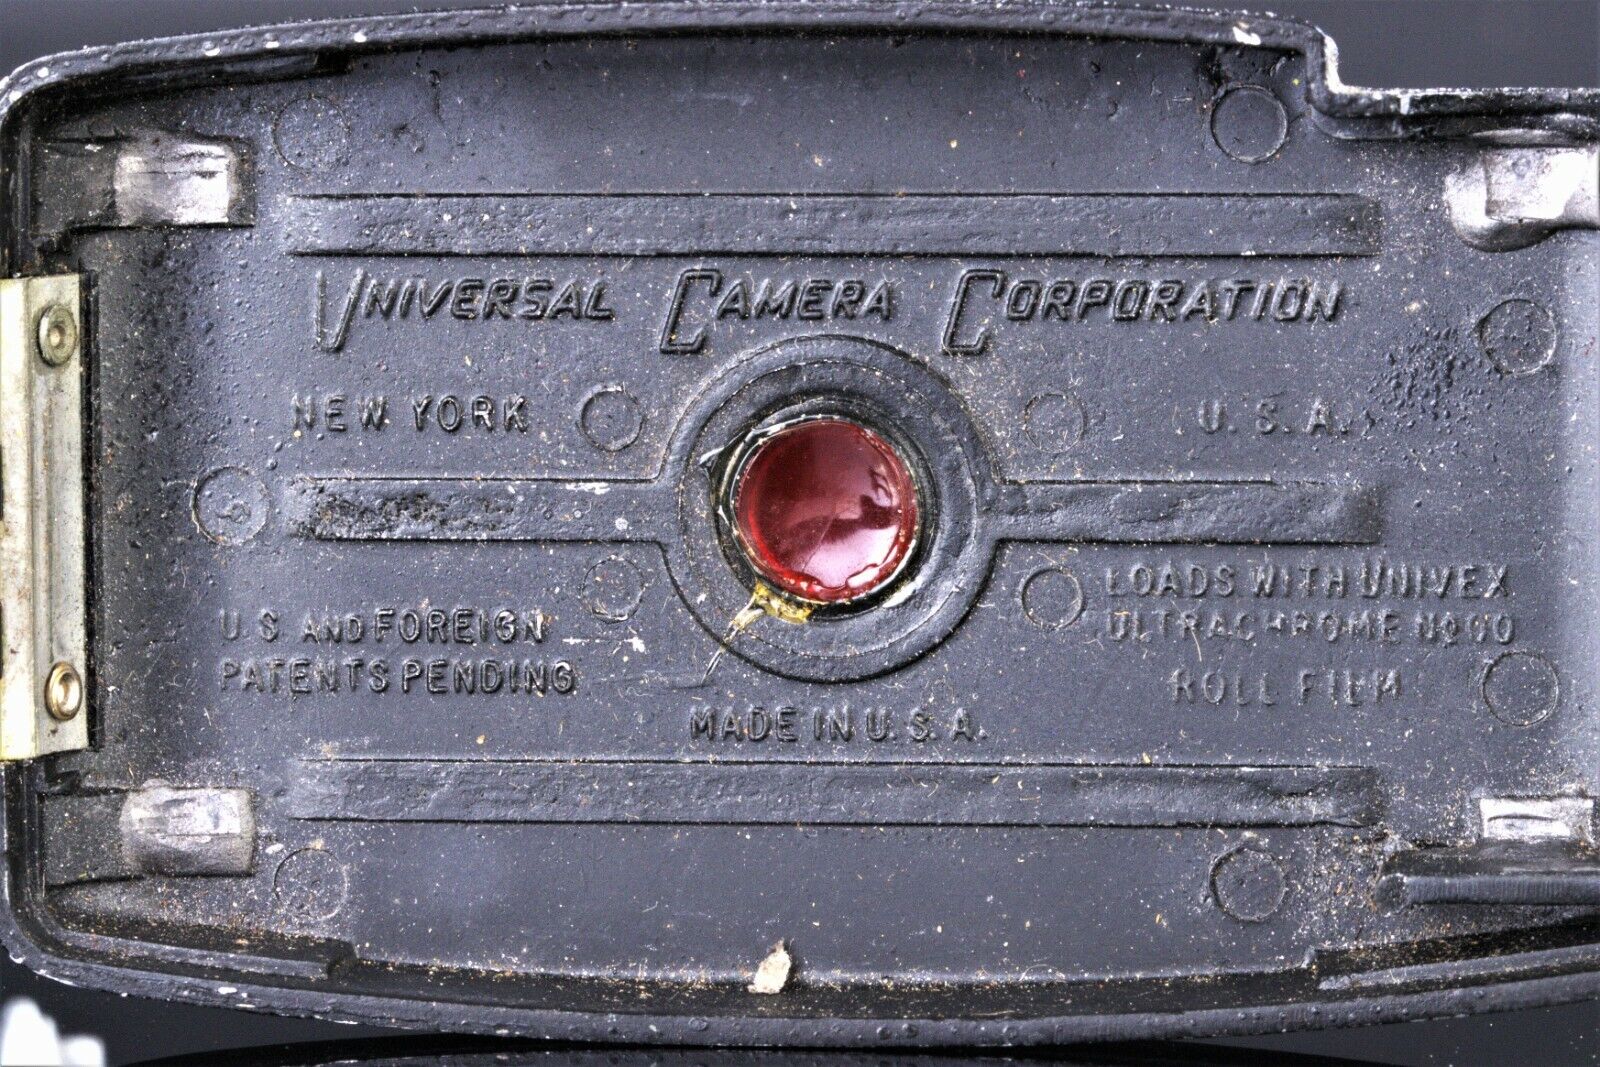 UNIVERSAL CAMERA CORPORATION
NEW YORK
U. S. A.
U. S AND FOREIGN
PATENTS PENDING
LOADS WITH UNIVEX
ULTRACHROME No 00
ROLL FILM
MADE IN U. S. A.